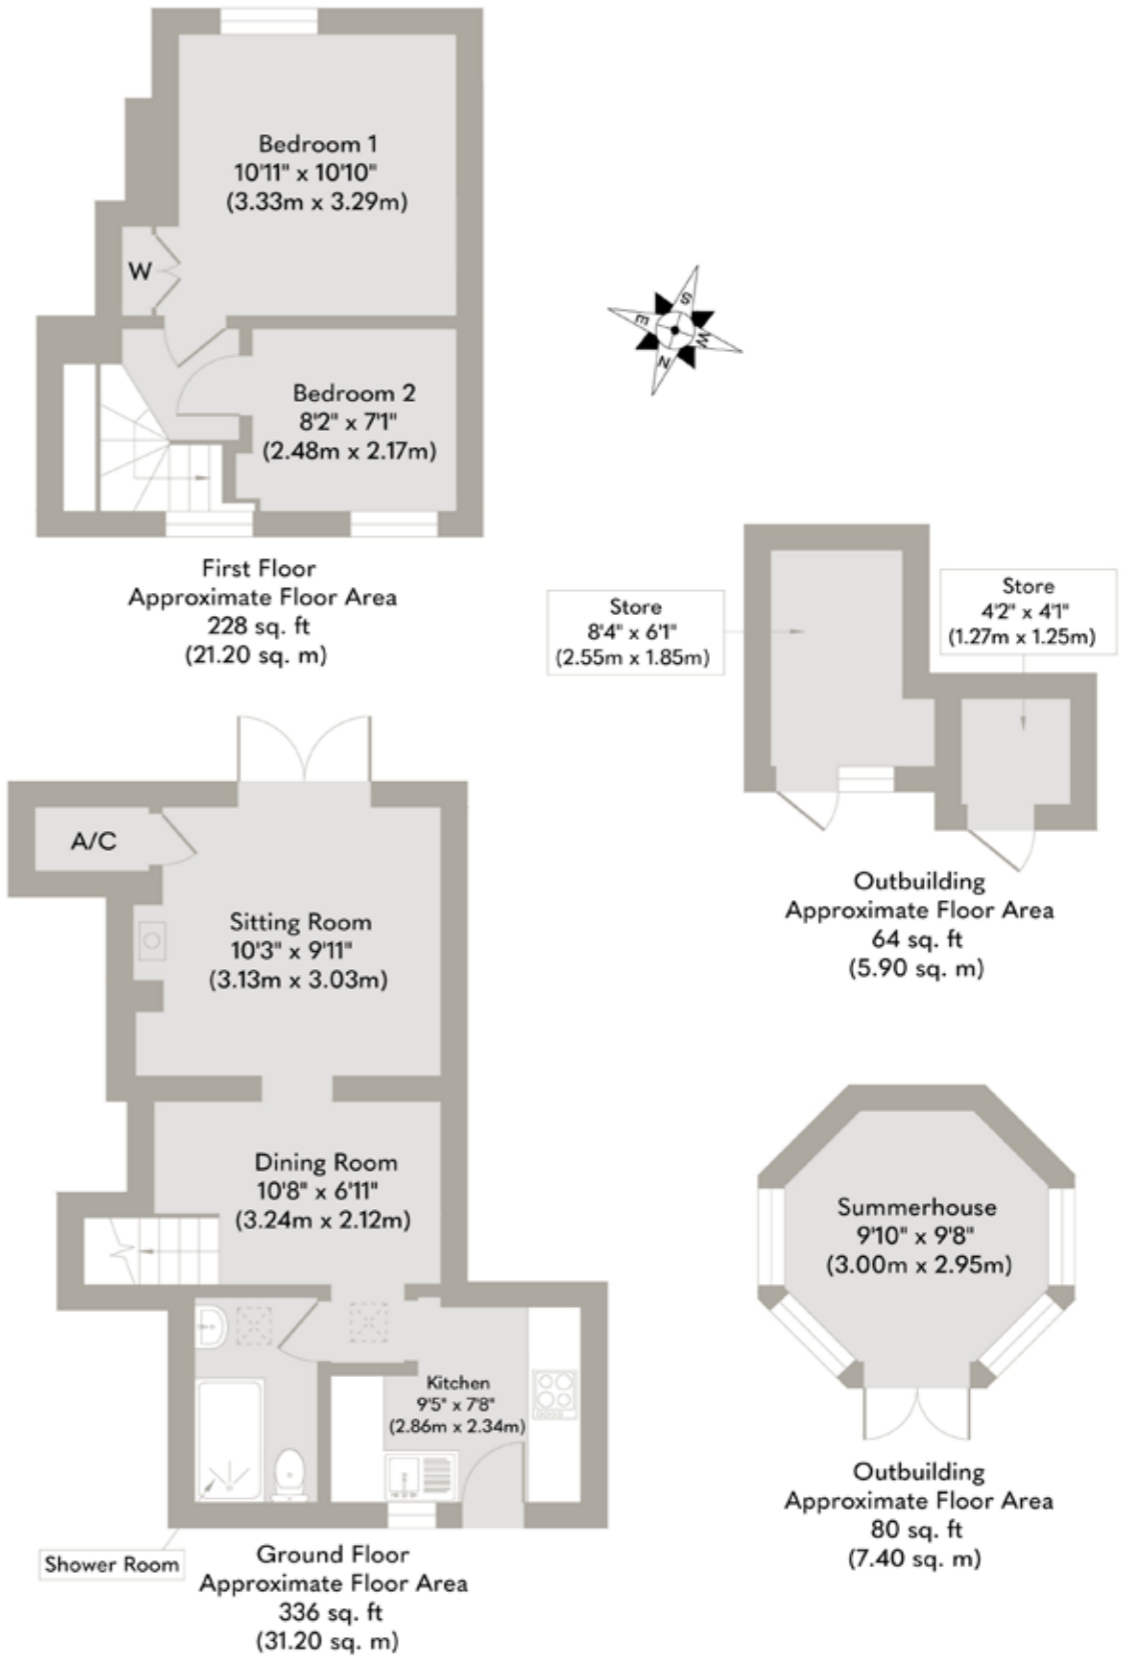 Bedroom 1
10'11" x 10'10"
(3.33m x 3.29m)
W
Bedroom 2
8'2" x 7'1"
(2.48m x 2.17m)
First Floor
Approximate Floor Area
228 sq. ft
(21.20 sq. m)
S
E
W
N
Store
8'4" x 6'1"
(2.55m x 1.85m)
Store
4'2" x 4'1"
(1.27m x 1.25m)
Outbuilding
Approximate Floor Area
64 sq. ft
(5.90 sq. m)
A/C
Sitting Room
10'3" x 9'11"
(3.13m x 3.03m)
Dining Room
10'8" x 6'11"
(3.24m x 2.12m)
Kitchen
9'5" x 7'8"
(2.86m x 2.34m)
Shower Room
Ground Floor
Approximate Floor Area
336 sq. ft
(31.20 sq. m)
Summerhouse
9'10" x 9'8"
(3.00m x 2.95m)
Outbuilding
Approximate Floor Area
80 sq. ft
(7.40 sq. m)